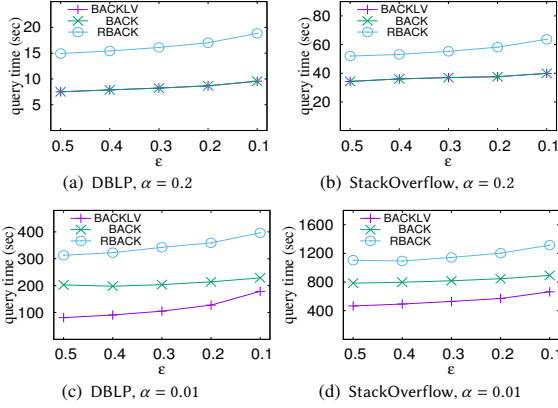 BACKLV
BACK
RBACK
query time (sec)
20
15
10
5
0.5 0.4 0.3 0.2 0.1
ε
(a) DBLP, α = 0.2
BACKLV
BACK
RBACK
query time (sec)
80
60
40
20
0.5 0.4 0.3 0.2 0.1
ε
(b) StackOverflow, α = 0.2
BACKLV
BACK
RBACK
query time (sec)
400
300
200
100
0.5 0.4 0.3 0.2 0.1
ε
(c) DBLP, α = 0.01
BACKLV
BACK
RBACK
query time (sec)
1600
1200
800
400
0.5 0.4 0.3 0.2 0.1
ε
(d) StackOverflow, α = 0.01